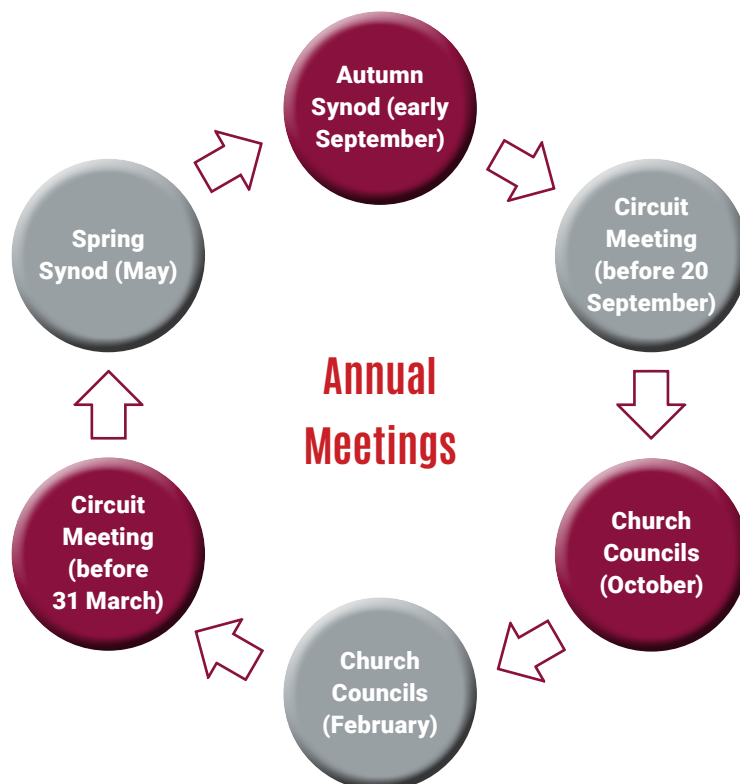 Autumn
Synod (early
September)
Circuit
Meeting
(before 20
September)
Church
Councils
(October)
Church
Councils
(February)
Circuit
Meeting
(before
31 March)
Spring
Synod (May)
Annual
Meetings